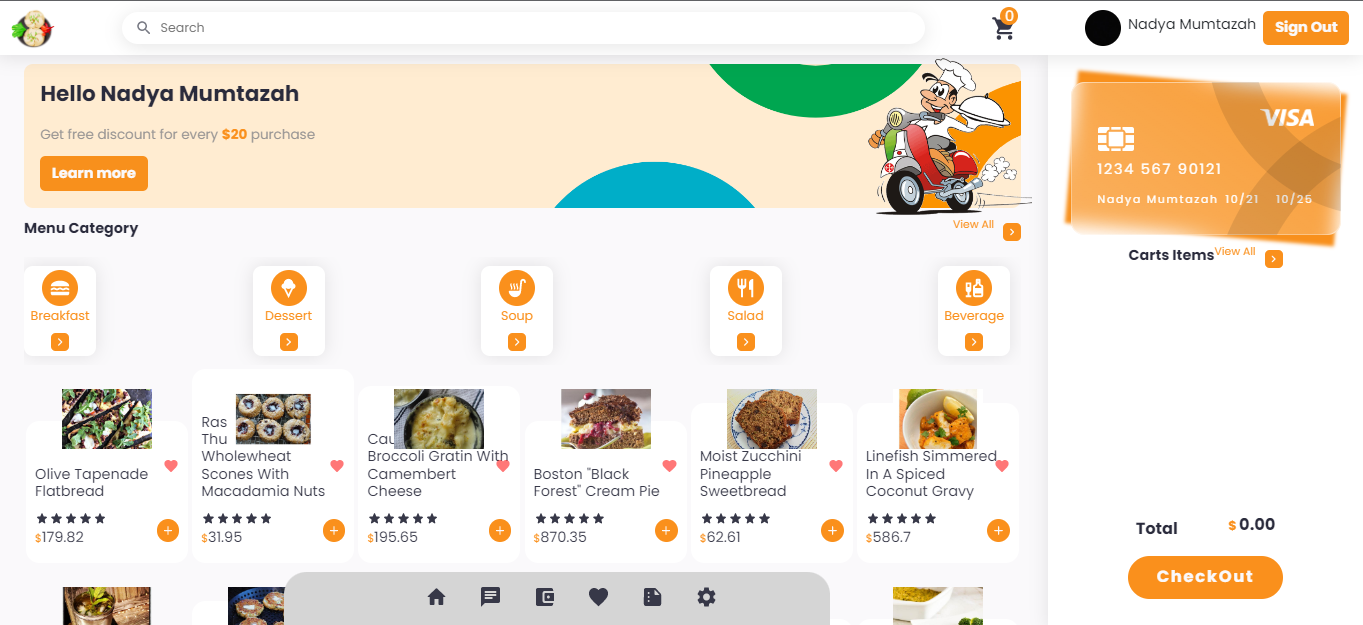 Search
0
Nadya Mumtazah
Sign Out
Hello Nadya Mumtazah
Get free discount for every $20 purchase
Learn more
VISA
1234 567 90121
Nadya Mumtazah 10/21 10/25
Menu Category
View All
Carts Items
View All
Breakfast
Dessert
Soup
Salad
Beverage
Olive Tapenade
Flatbread
$179.82
Ras
Thu
Wholewheat
Scones With
Macadamia Nuts
$31.95
Cau
Broccoli Gratin With
Camembert
Cheese
$195.65
Boston "Black
Forest" Cream Pie
$870.35
Moist Zucchini
Pineapple
Sweetbread
$62.61
Linefish Simmered
In A Spiced
Coconut Gravy
$586.7
Total
$0.00
CheckOut